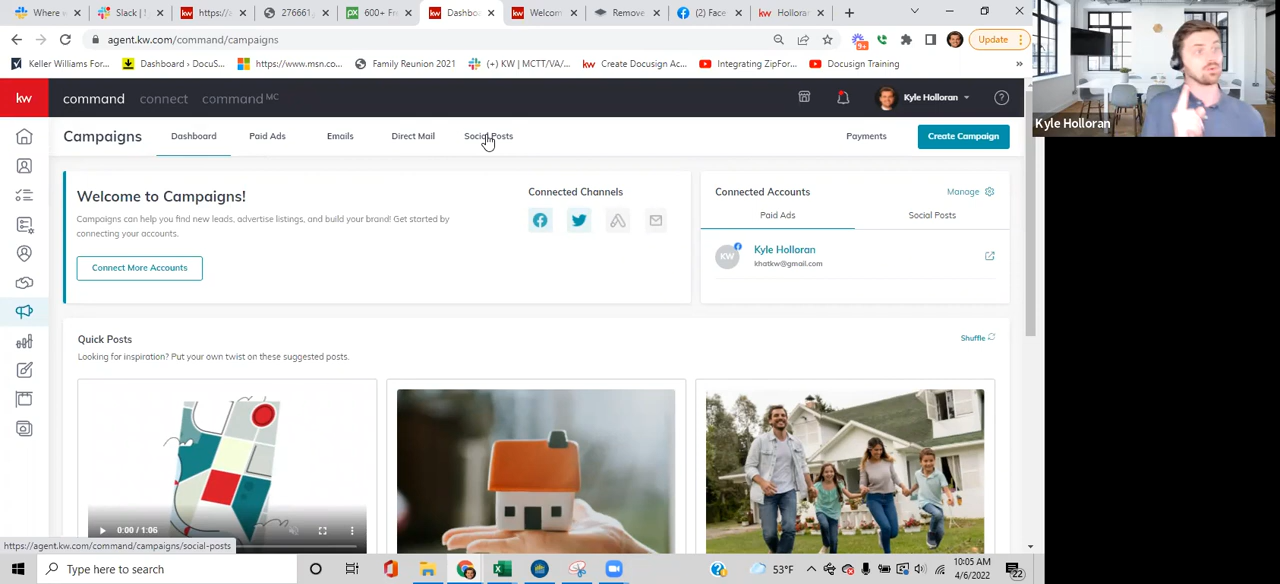 Where v
Slack |
https://
276661
600+ Fr
Dashbo
Welcom
Remove
(2) Face
Holloran
agent.kw.com/command/campaigns
9+
Update
Keller Williams For...
Dashboard › DocuS...
https://www.msn.co...
Family Reunion 2021
(+) KW | MCTT/VA/...
kw Create Docusign Ac...
Integrating ZipFor...
Docusign Training
»
kw
command
connect
command MC
Kyle Holloran
Kyle Holloran
Campaigns
Dashboard
Paid Ads
Emails
Direct Mail
Social Posts
Payments
Create Campaign
Welcome to Campaigns!
Campaigns can help you find new leads, advertise listings, and build your brand! Get started by
connecting your accounts.
Connect More Accounts
Connected Channels
Connected Accounts
Manage
Paid Ads
Social Posts
KW
Kyle Holloran
khatkw@gmail.com
Quick Posts
Shuffle
Looking for inspiration? Put your own twist on these suggested posts.
0:00 / 1:06
https://agent.kw.com/command/campaigns/social-posts
Type here to search
53°F
10:05 AM
4/6/2022
22